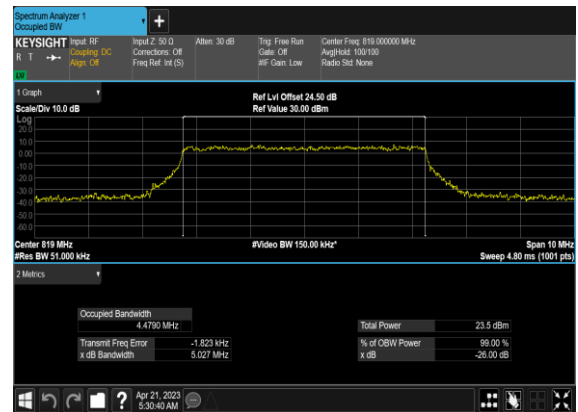 Spectrum Analyzer 1
Occupied BW
+
KEYSIGHT
R T
LV
Input: RF
Coupling: DC
Align: Off
Input Z: 50 Ω
Corrections: Off
Freq Ref: Int (S)
Atten: 30 dB
Trig: Free Run
Gate: Off
#IF Gain: Low
Center Freq: 819.000000 MHz
Avg|Hold: 100/100
Radio Std: None
1 Graph
Scale/Div 10.0 dB
Ref Lvl Offset 24.50 dB
Ref Value 30.00 dBm
Log
20.0
10.0
0.00
-10.0
-20.0
-30.0
-40.0
-50.0
-60.0
Center 819 MHz
#Video BW 150.00 kHz*
Span 10 MHz
#Res BW 51.000 kHz
Sweep 4.80 ms (1001 pts)
2 Metrics
Occupied Bandwidth
4.4790 MHz
Total Power 23.5 dBm
Transmit Freq Error -1.823 kHz
% of OBW Power 99.00 %
x dB Bandwidth 5.027 MHz
x dB -26.00 dB
?
Apr 21, 2023
5:30:40 AM